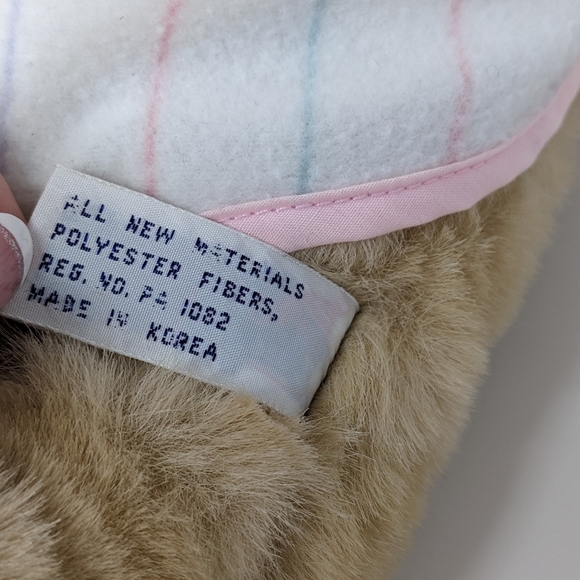 ALL NEW MATERIALS
POLYESTER FIBERS,
REG. NO. PA 1082
MADE IN KOREA